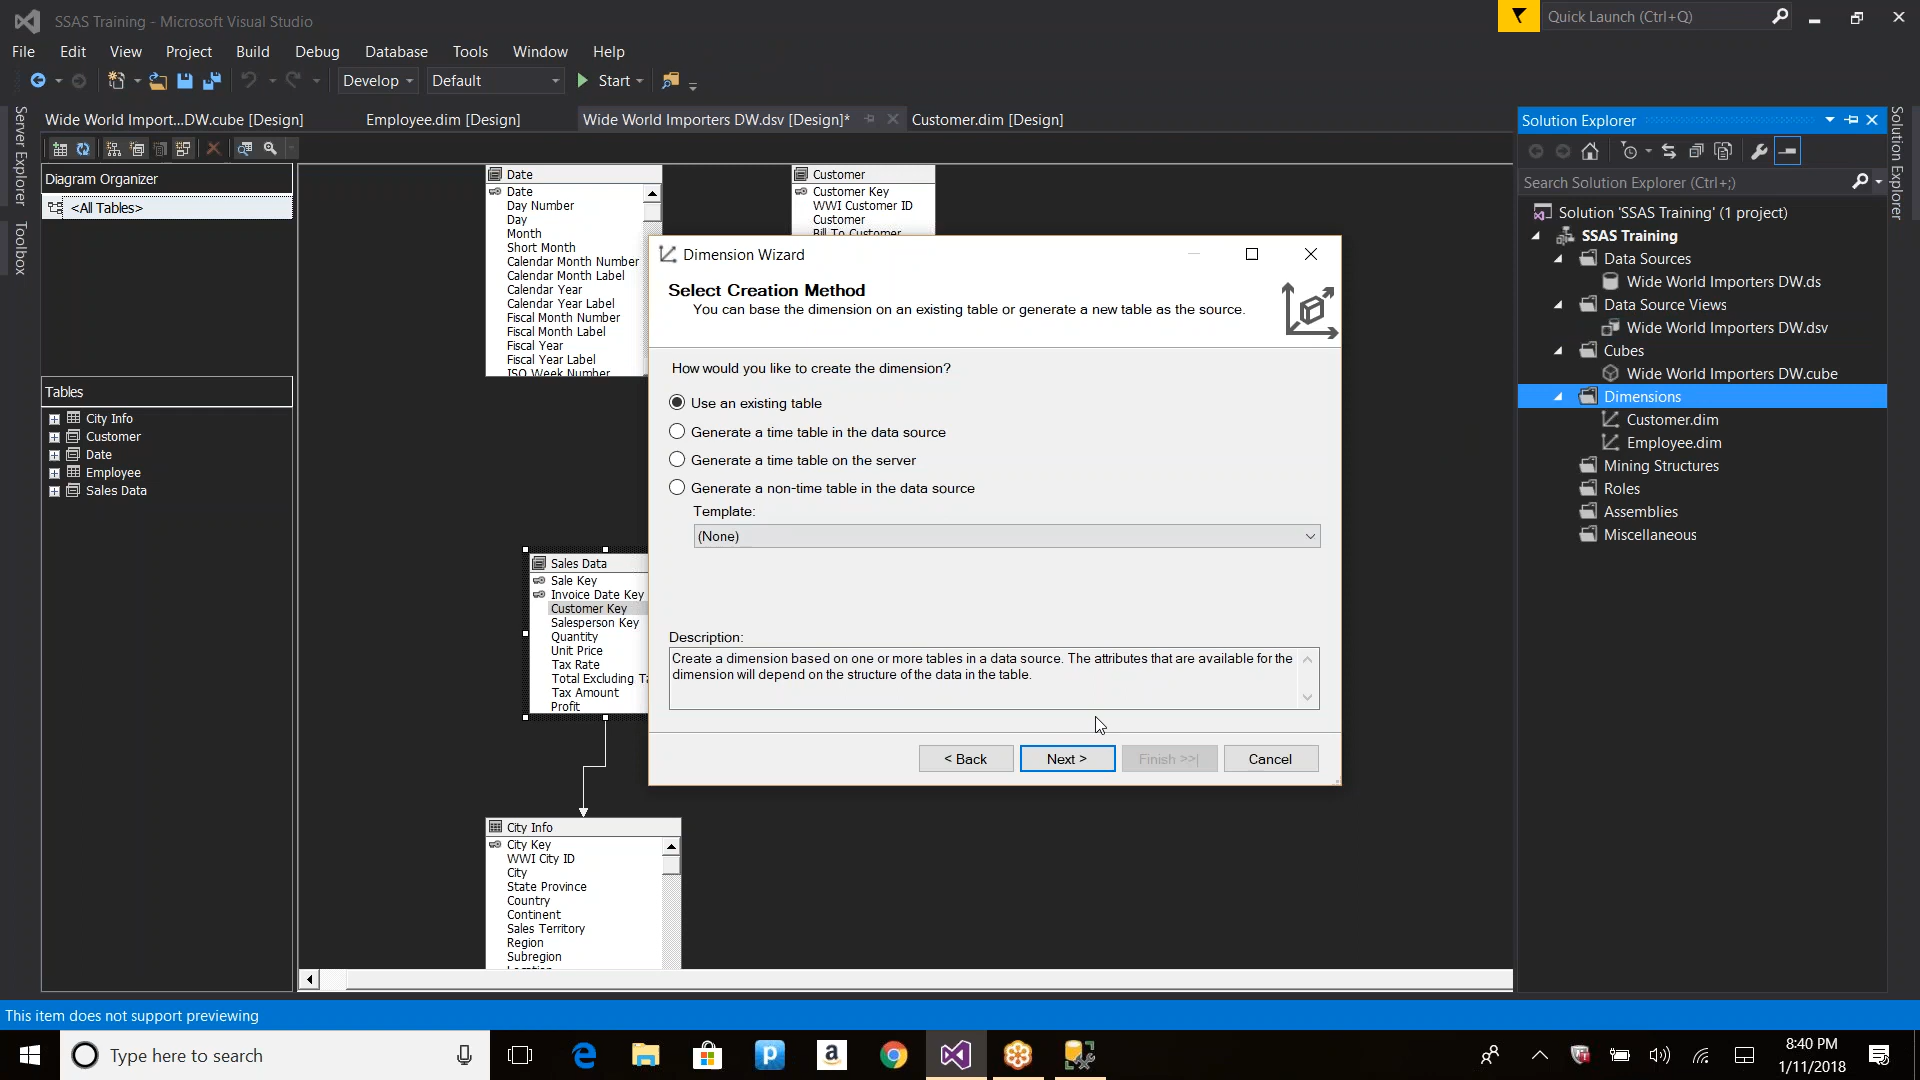 SSAS Training - Microsoft Visual Studio
Quick Launch (Ctrl+Q)
File Edit View Project Build Debug Database Tools Window Help
Develop Default Start
Server Explorer
Toolbox
Wide World Import...DW.cube [Design]
Employee.dim [Design]
Wide World Importers DW.dsv [Design]*
Customer.dim [Design]
Diagram Organizer
<All Tables>
Tables
City Info
Customer
Date
Employee
Sales Data
Date
Date
Day Number
Day
Month
Short Month
Calendar Month Number
Calendar Month Label
Calendar Year
Calendar Year Label
Fiscal Month Number
Fiscal Month Label
Fiscal Year
Fiscal Year Label
ISO Week Number
Customer
Customer Key
WWI Customer ID
Customer
Bill To Customer
Sales Data
Sale Key
Invoice Date Key
Customer Key
Salesperson Key
Quantity
Unit Price
Tax Rate
Total Excluding Ta
Tax Amount
Profit
City Info
City Key
WWI City ID
City
State Province
Country
Continent
Sales Territory
Region
Subregion
Location
Dimension Wizard
Select Creation Method
You can base the dimension on an existing table or generate a new table as the source.
How would you like to create the dimension?
Use an existing table
Generate a time table in the data source
Generate a time table on the server
Generate a non-time table in the data source
Template:
(None)
Description:
Create a dimension based on one or more tables in a data source. The attributes that are available for the
dimension will depend on the structure of the data in the table.
< Back
Next >
Finish >>|
Cancel
Solution Explorer
Search Solution Explorer (Ctrl+;)
Solution 'SSAS Training' (1 project)
SSAS Training
Data Sources
Wide World Importers DW.ds
Data Source Views
Wide World Importers DW.dsv
Cubes
Wide World Importers DW.cube
Dimensions
Customer.dim
Employee.dim
Mining Structures
Roles
Assemblies
Miscellaneous
Solution Explorer
This item does not support previewing
Type here to search
8:40 PM
1/11/2018